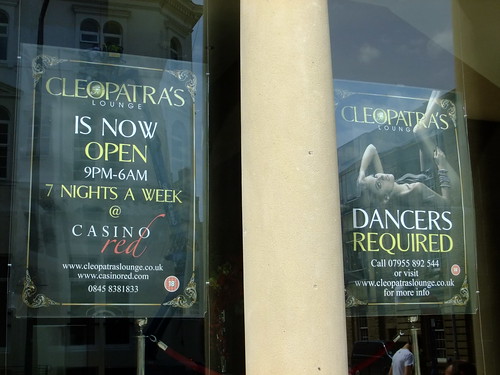 CLEOPATRA'S
LOUNGE
IS NOW
OPEN
9PM-6AM
7 NIGHTS A WEEK
@
CASINO
red
www.cleopatraslounge.co.uk
www.casinored.com
0845 8381833
18
CLEOPATRA'S
LOUNGE
DANCERS
REQUIRED
Call 07955 892 544
or visit
www.cleopatraslounge.co.uk
for more info
18